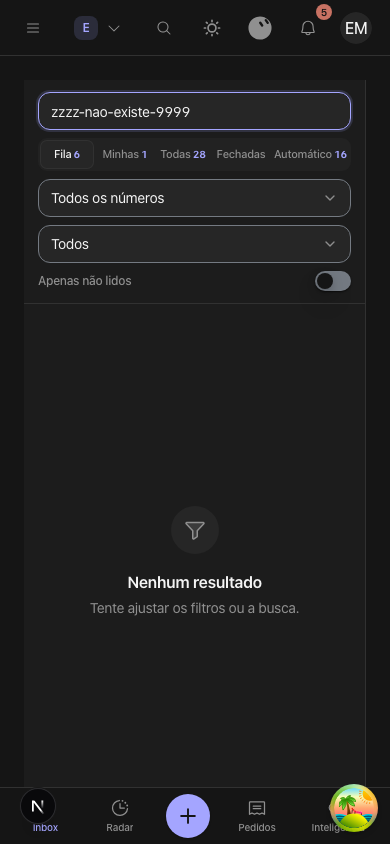 E 5 EM
zzzz-nao-existe-9999
Fila 6 Minhas 1 Todas 28 Fechadas Automático 16
Todos os números
Todos
Apenas não lidos
Nenhum resultado
Tente ajustar os filtros ou a busca.
N
Inbox Radar Pedidos